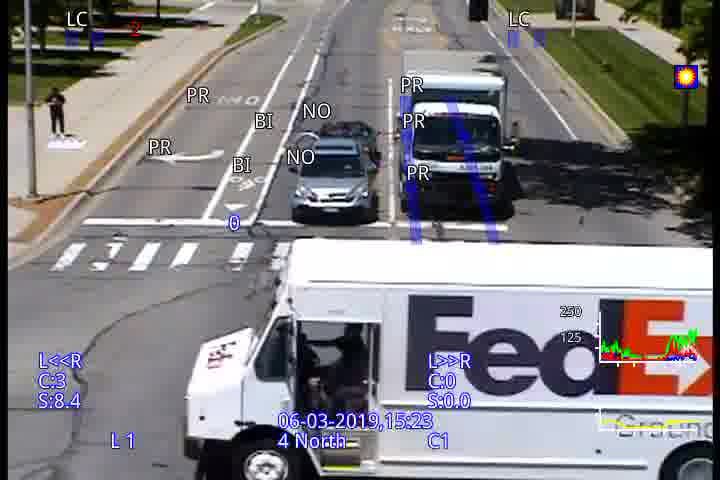 LC
2
LC
PR
PR
NO
BI
PR
PR
NO
BI
PR
0
250
125
FedEx
L<<R
C:3
S:8.4
L>>R
C:0
S:0.0
06-03-2019,15:23
4 North
L 1
C1
Ground